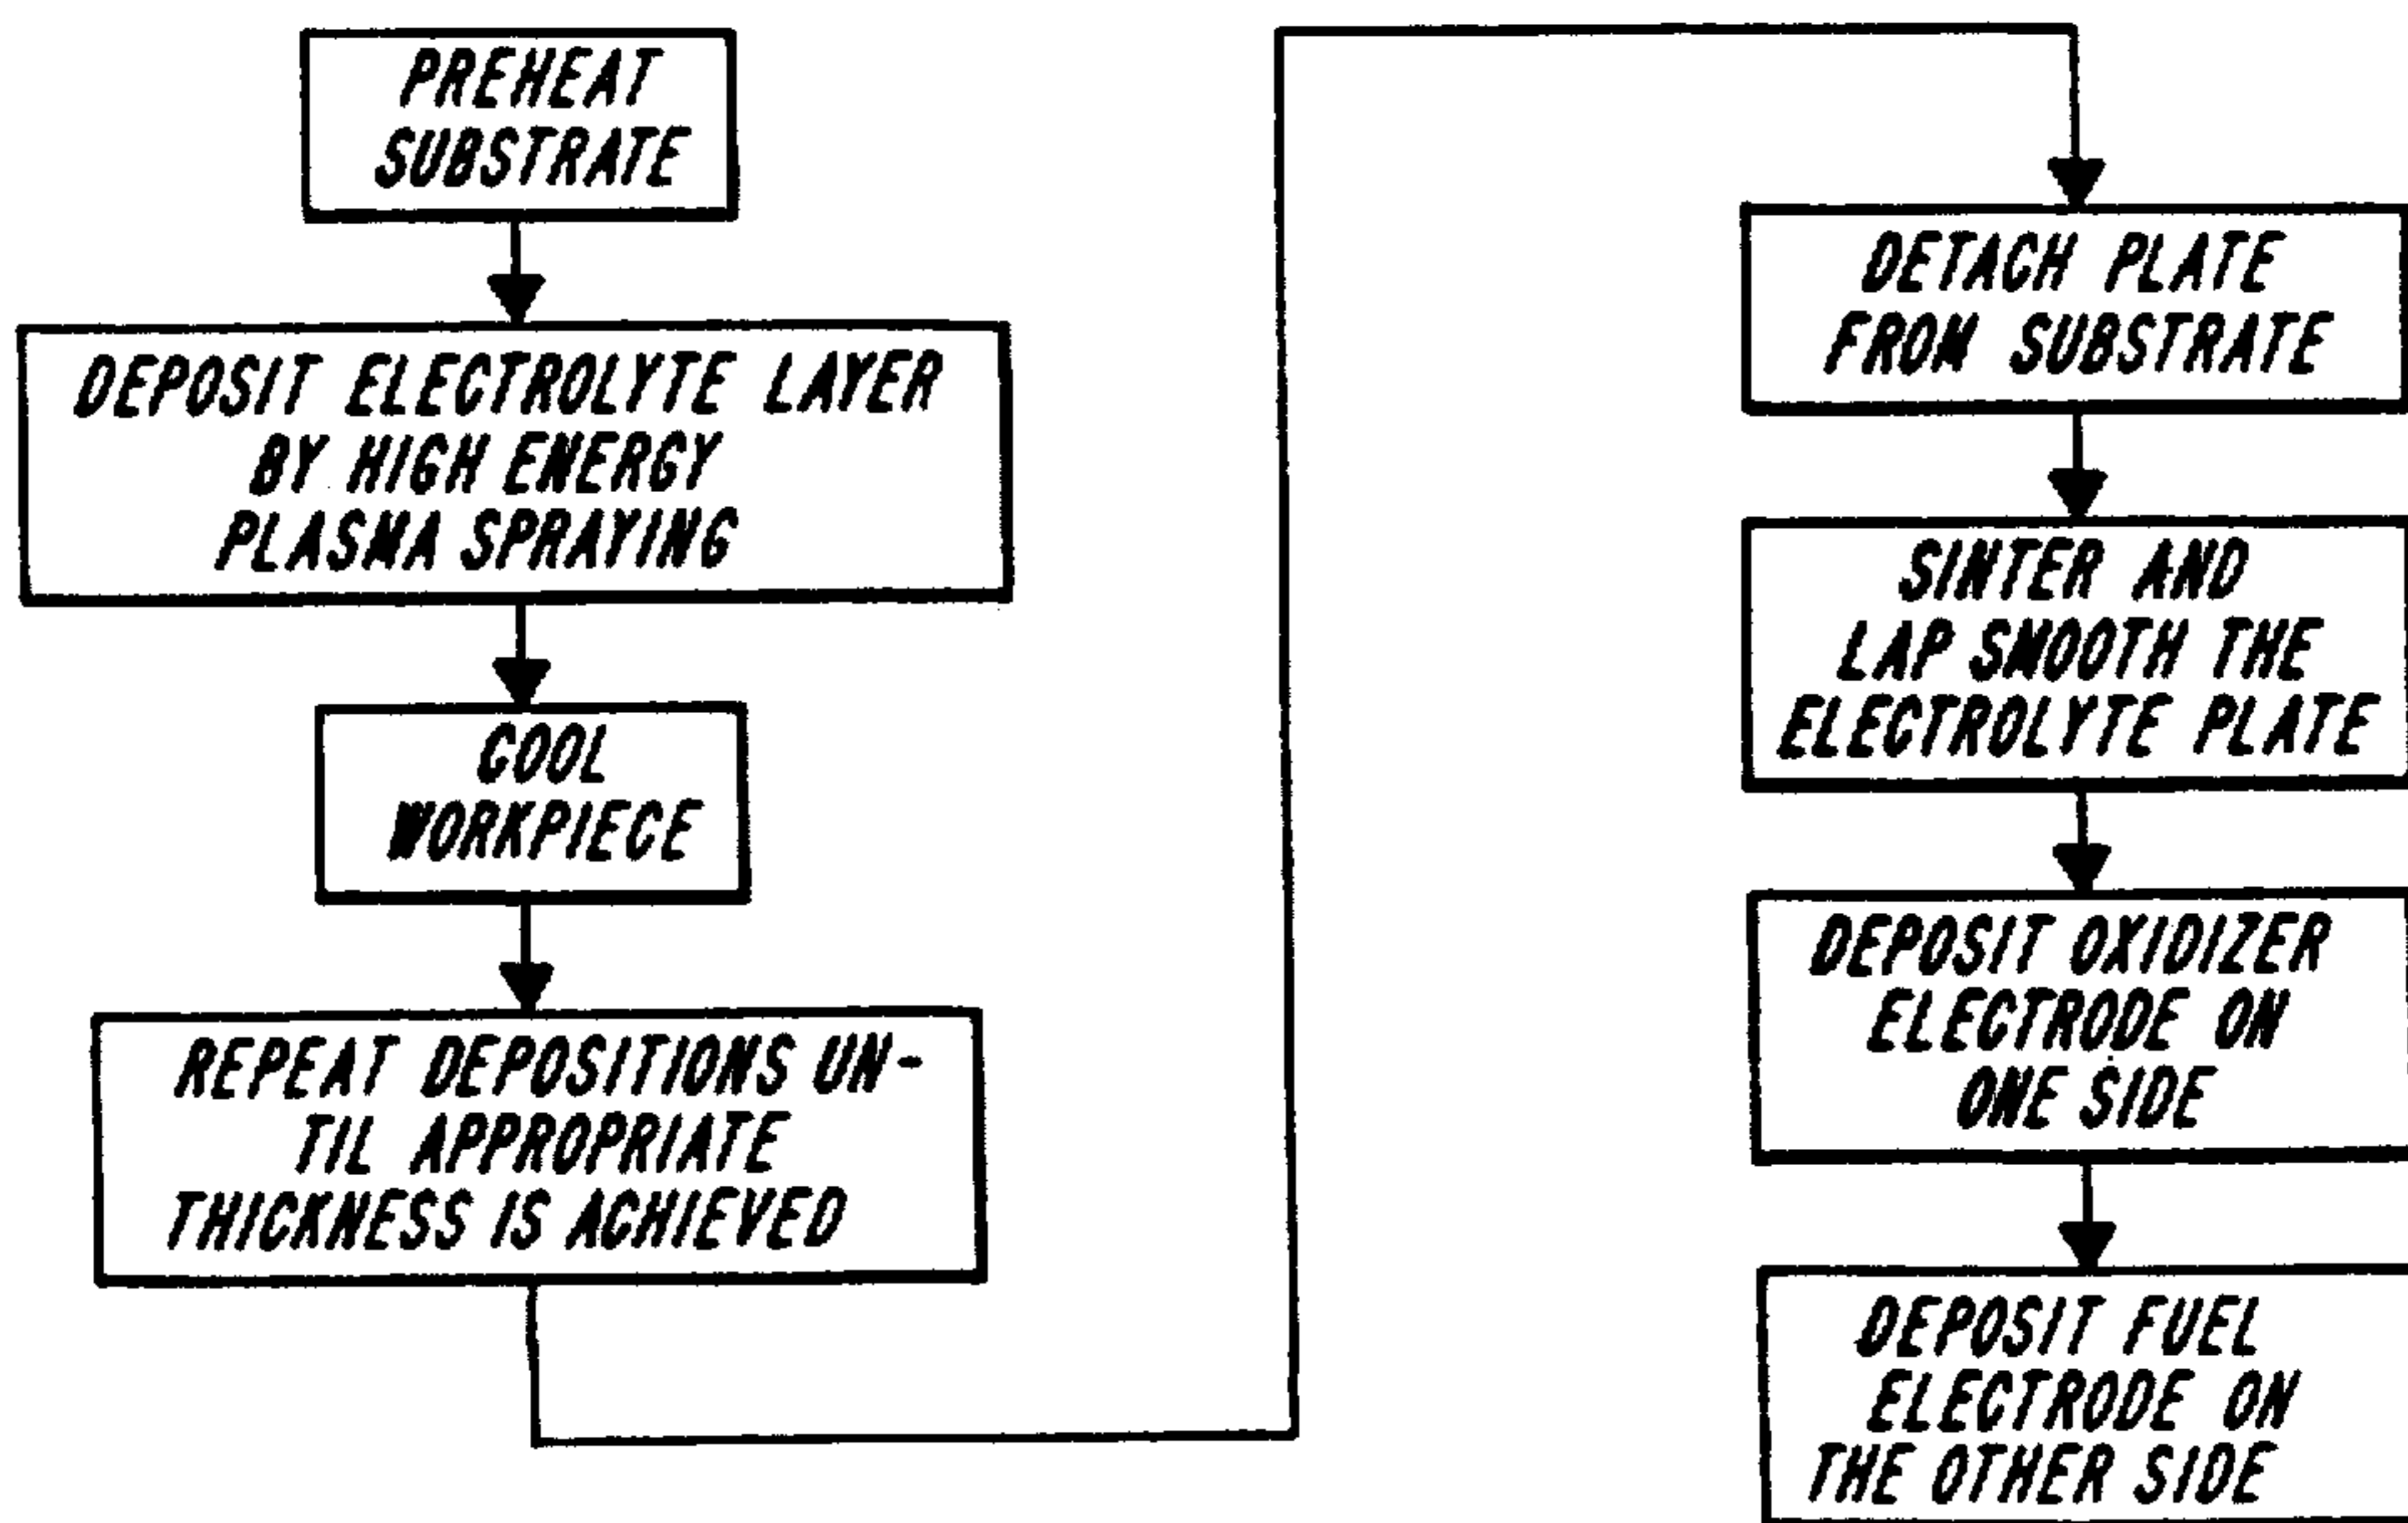 PREHEAT
SUBSTRATE
DEPOSIT ELECTROLYTE LAYER
BY HIGH ENERGY
PLASMA SPRAYING
COOL
WORKPIECE
REPEAT DEPOSITIONS UN-
TIL APPROPRIATE
THICKNESS IS ACHIEVED
DETACH PLATE
FROM SUBSTRATE
SINTER AND
LAP SMOOTH THE
ELECTROLYTE PLATE
DEPOSIT OXIDIZER
ELECTRODE ON
ONE SIDE
DEPOSIT FUEL
ELECTRODE ON
THE OTHER SIDE